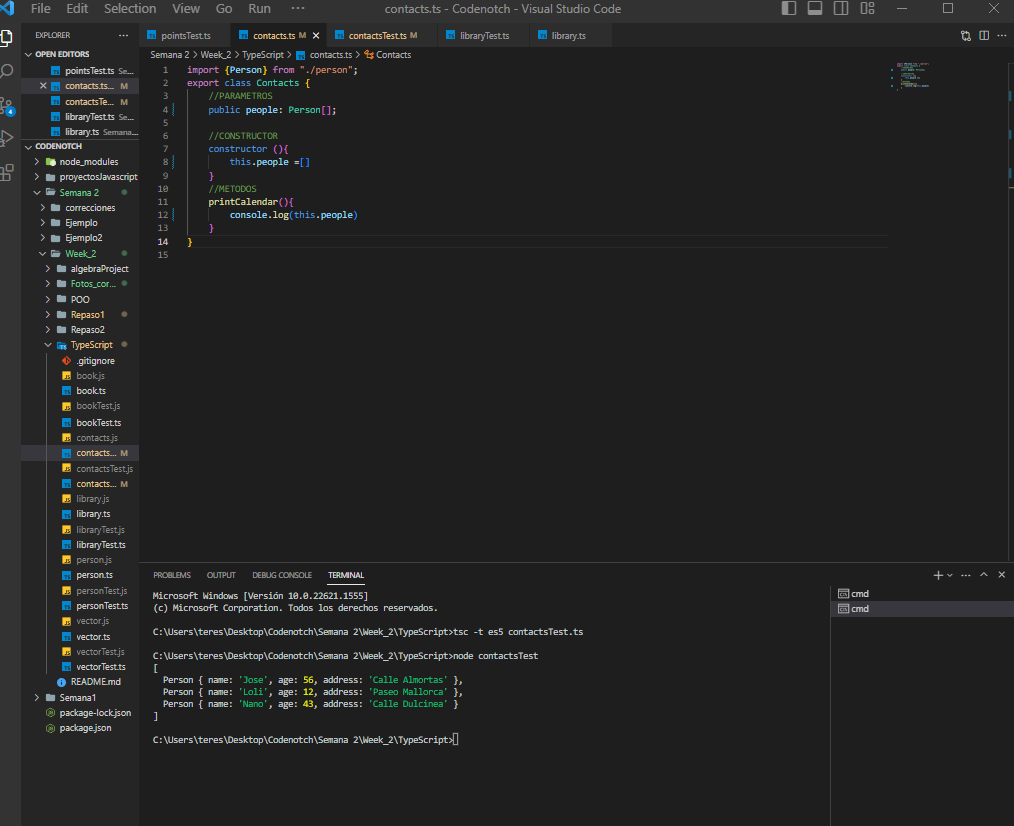 File Edit Selection View Go Run ··· contacts.ts - Codenotch - Visual Studio Code
EXPLORER ···
pointsTest.ts contacts.ts M contactsTest.ts M libraryTest.ts library.ts
OPEN EDITORS
pointsTest.ts Se...
contacts.ts... M
contactsTe... M
libraryTest.ts Se...
library.ts Semana...
CODENOTCH
node_modules
proyectosJavascript
Semana 2
correcciones
Ejemplo
Ejemplo2
Week_2
algebraProject
Fotos_cor...
POO
Repaso1
Repaso2
TypeScript
.gitignore
book.js
book.ts
bookTest.js
bookTest.ts
contacts.js
contacts... M
contactsTest.js
contacts... M
library.js
library.ts
libraryTest.js
libraryTest.ts
person.js
person.ts
personTest.js
personTest.ts
vector.js
vector.ts
vectorTest.js
vectorTest.ts
README.md
Semana1
package-lock.json
package.json
4
Semana 2 > Week_2 > TypeScript > contacts.ts > Contacts
1 import {Person} from "./person";
2 export class Contacts {
3 //PARAMETROS
4 public people: Person[];
5
6 //CONSTRUCTOR
7 constructor (){
8 this.people =[]
9 }
10 //METODOS
11 printCalendar(){
12 console.log(this.people)
13 }
14 }
15
PROBLEMS OUTPUT DEBUG CONSOLE TERMINAL
Microsoft Windows [Versión 10.0.22621.1555]
(c) Microsoft Corporation. Todos los derechos reservados.
C:\Users\teres\Desktop\Codenotch\Semana 2\Week_2\TypeScript>tsc -t es5 contactsTest.ts
C:\Users\teres\Desktop\Codenotch\Semana 2\Week_2\TypeScript>node contactsTest
[
Person { name: 'Jose', age: 56, address: 'Calle Almortas' },
Person { name: 'Loli', age: 12, address: 'Paseo Mallorca' },
Person { name: 'Nano', age: 43, address: 'Calle Dulcinea' }
]
C:\Users\teres\Desktop\Codenotch\Semana 2\Week_2\TypeScript>
cmd
cmd